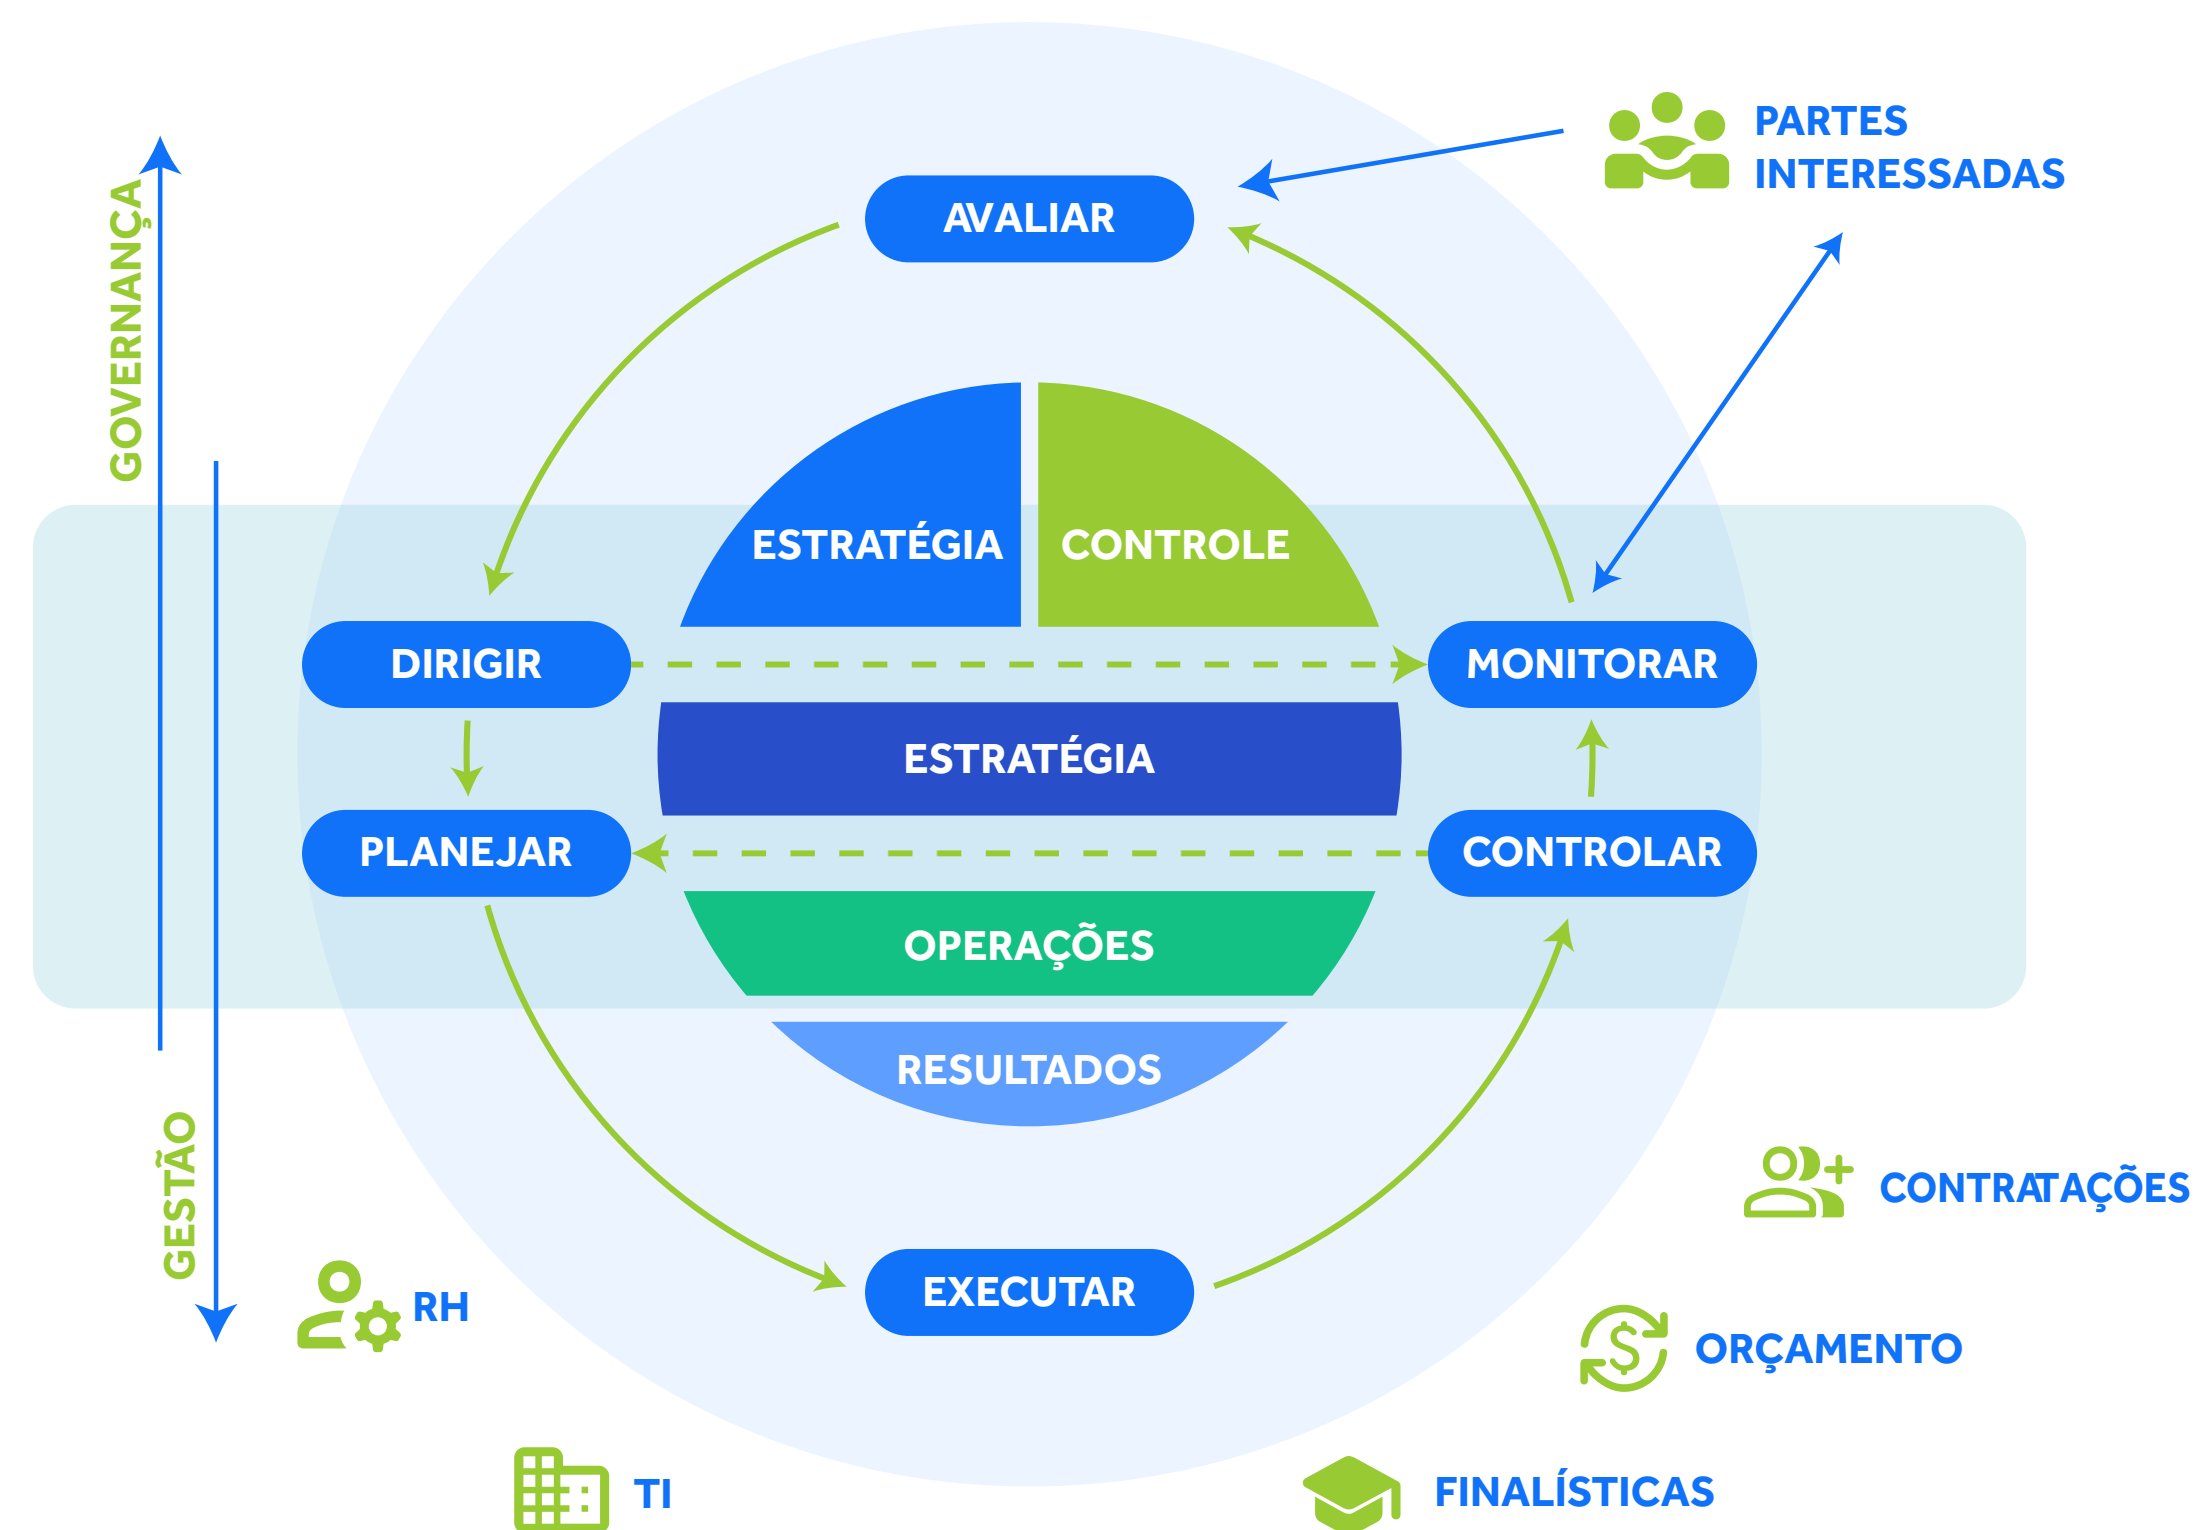 PARTES
INTERESSADAS
AVALIAR
GOVERNANÇA
ESTRATÉGIA
CONTROLE
DIRIGIR
MONITORAR
ESTRATÉGIA
PLANEJAR
CONTROLAR
OPERAÇÕES
RESULTADOS
GESTÃO
CONTRATAÇÕES
EXECUTAR
RH
ORÇAMENTO
TI
FINALÍSTICAS